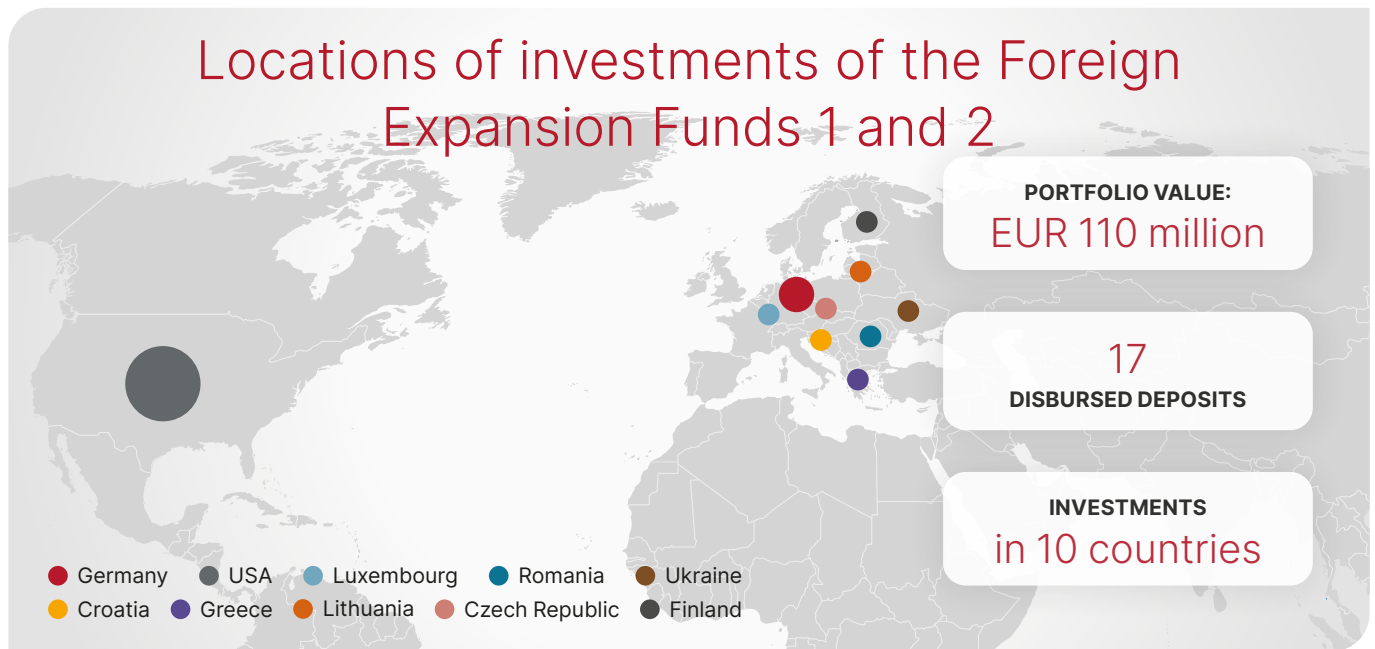 Locations of investments of the Foreign
Expansion Funds 1 and 2
PORTFOLIO VALUE:
EUR 110 million
17
DISBURSED DEPOSITS
INVESTMENTS
in 10 countries
Germany USA Luxembourg Romania Ukraine
Croatia Greece Lithuania Czech Republic Finland